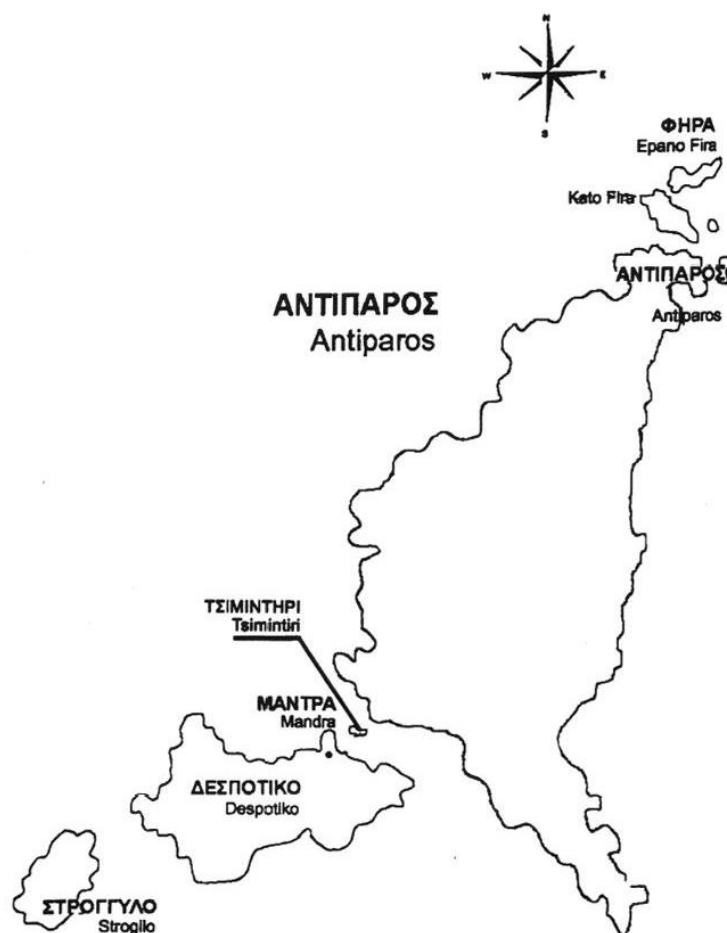 N
W E
S
ΦΗΡΑ
Epano Fira
Kato Fira
ΑΝΤΙΠΑΡΟΣ
Antiparos
ΑΝΤΙΠΑΡΟΣ
Antiparos
ΤΣΙΜΙΝΤΗΡΙ
Tsimintiri
ΜΑΝΤΡΑ
Mandra
ΔΕΣΠΟΤΙΚΟ
Despotiko
ΣΤΡΟΓΓΥΛΟ
Strogilo